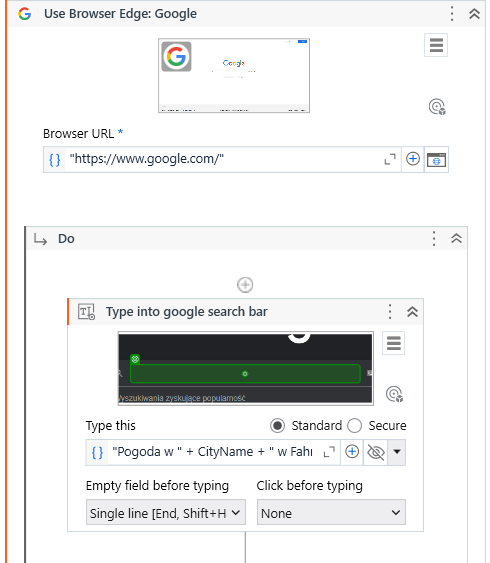 Use Browser Edge: Google
Google
Browser URL *
"https://www.google.com/"
Do
Type into google search bar
Wyszukiwania zyskujące popularność
Type this
Standard
Secure
"Pogoda w " + CityName + " w Fahr
Empty field before typing
Click before typing
Single line [End, Shift+H
None